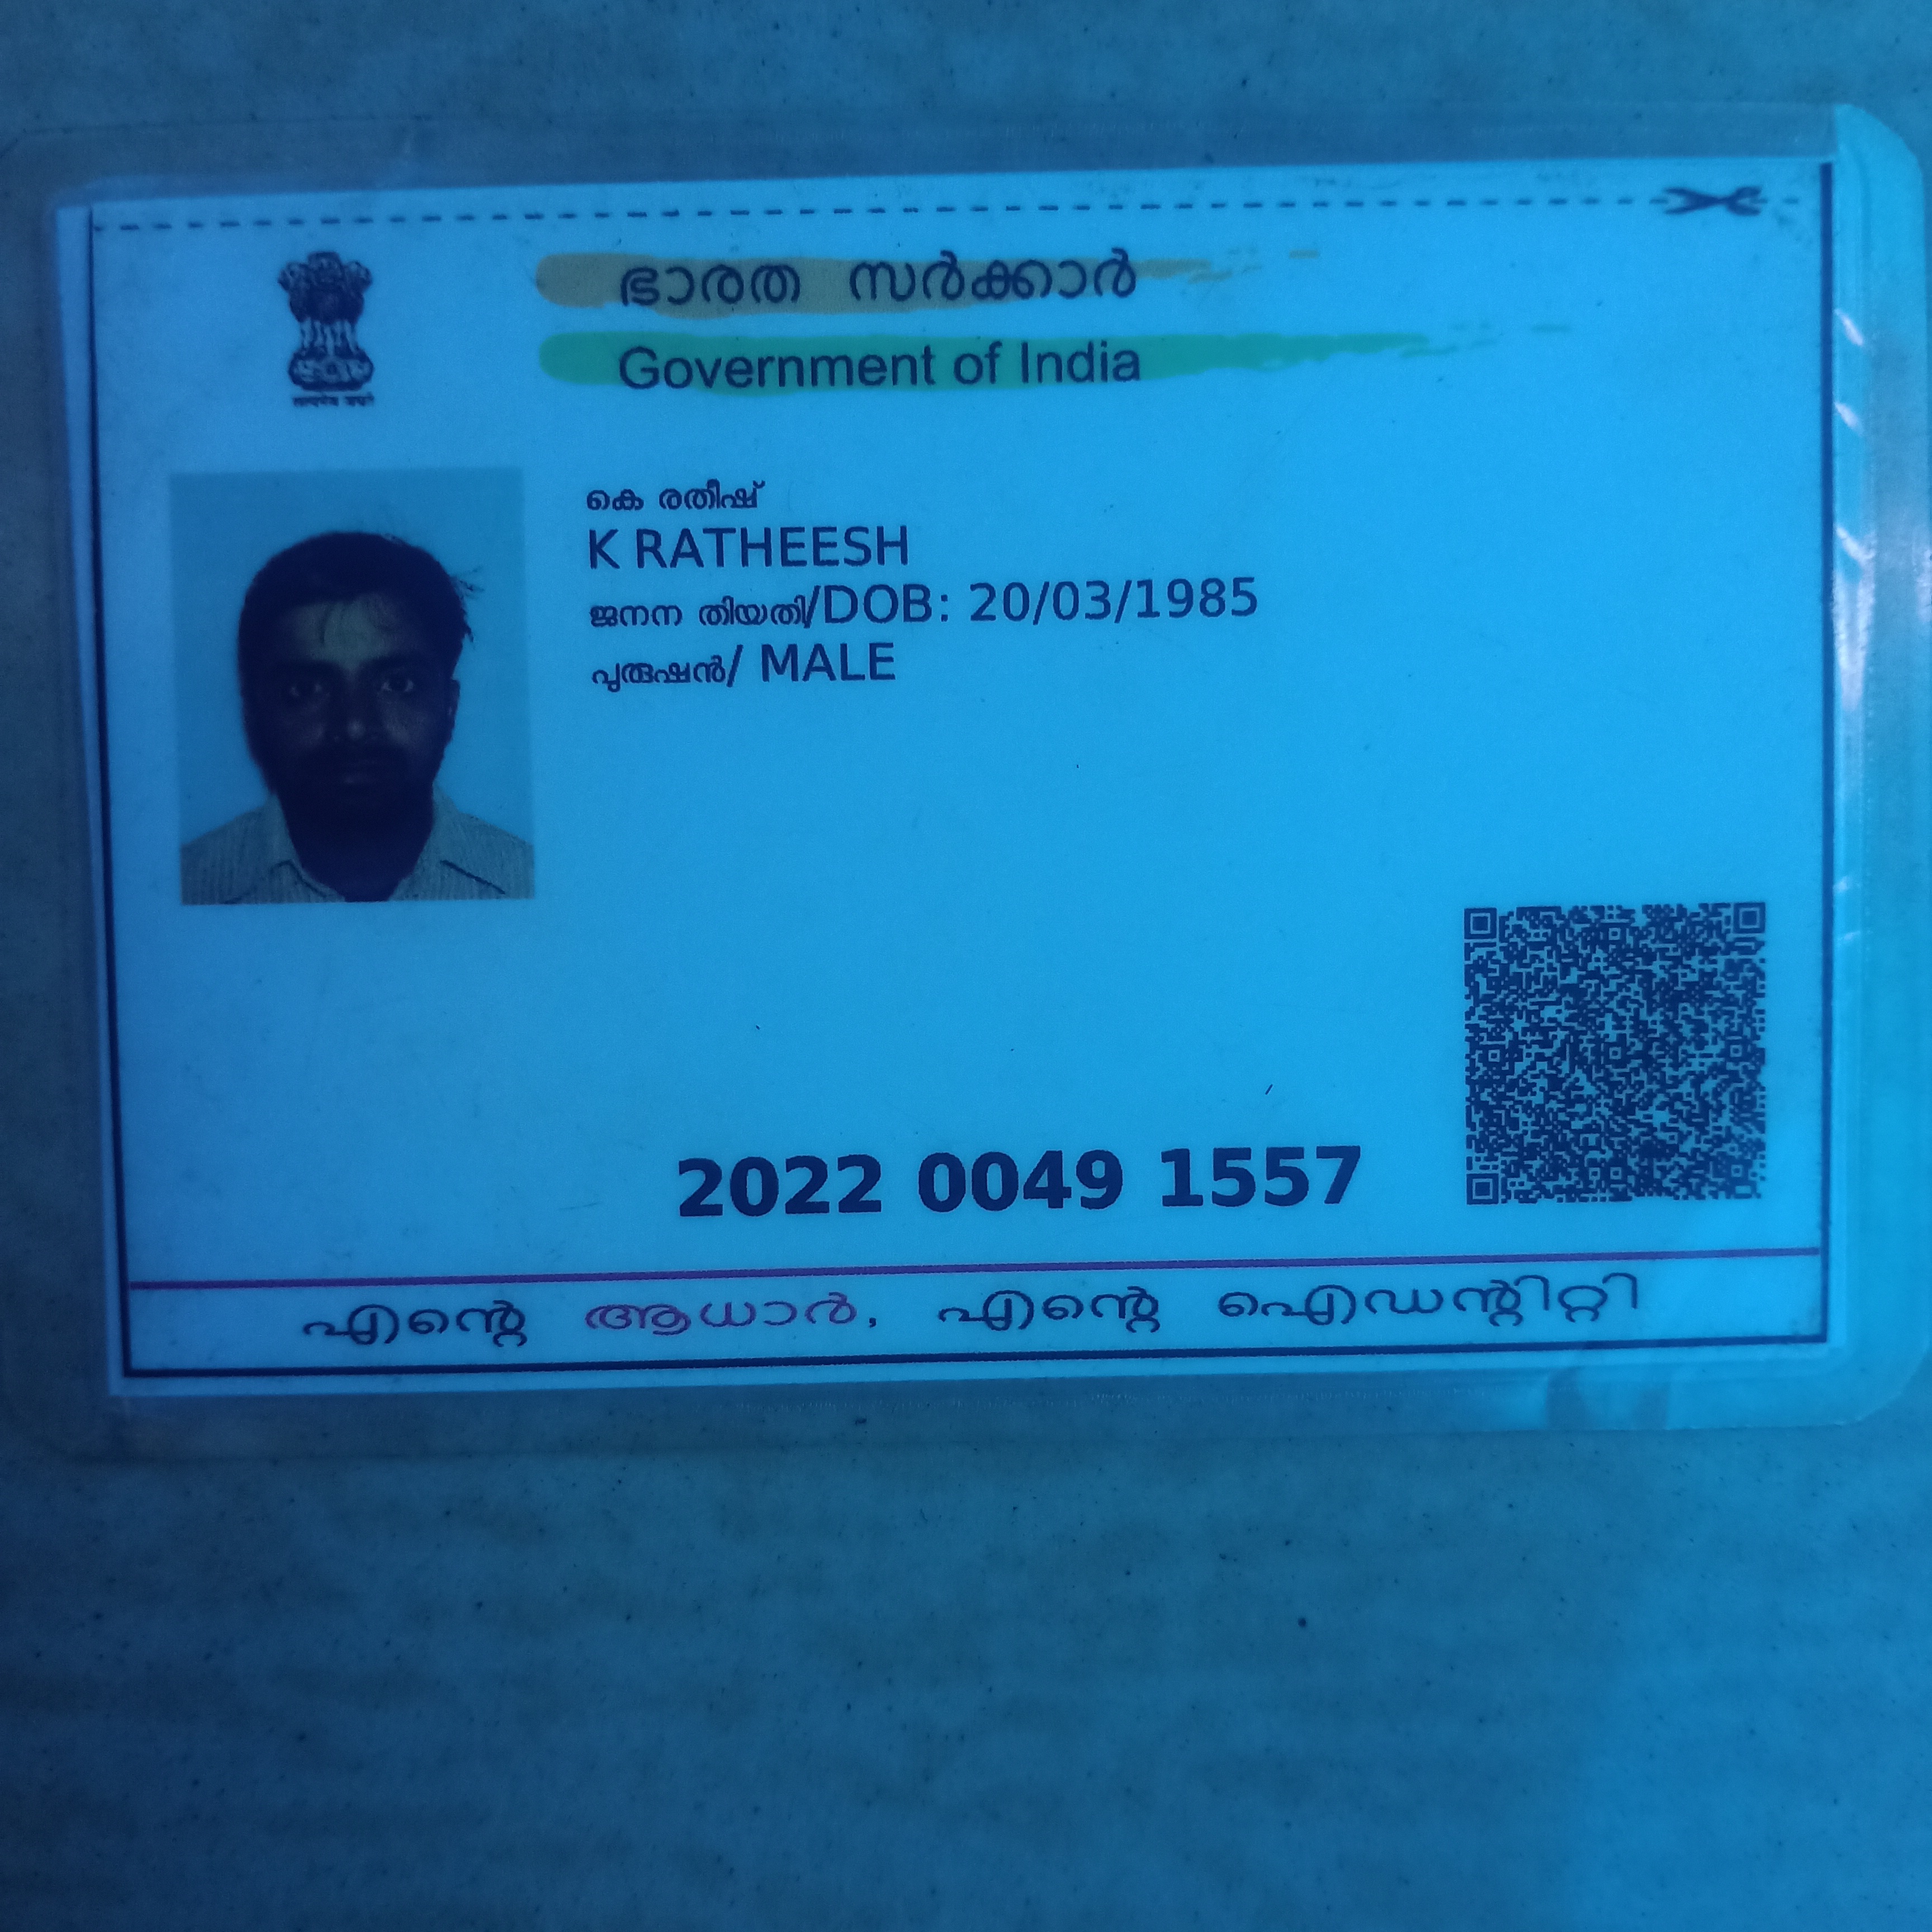 ഭാരത സർക്കാർ
Government of India
കെ രതീഷ്
K RATHEESH
ജനന തിയതി/DOB: 20/03/1985
പുരുഷൻ/ MALE
2022 0049 1557
എന്റെ ആധാർ, എന്റെ ഐഡന്റിറ്റി